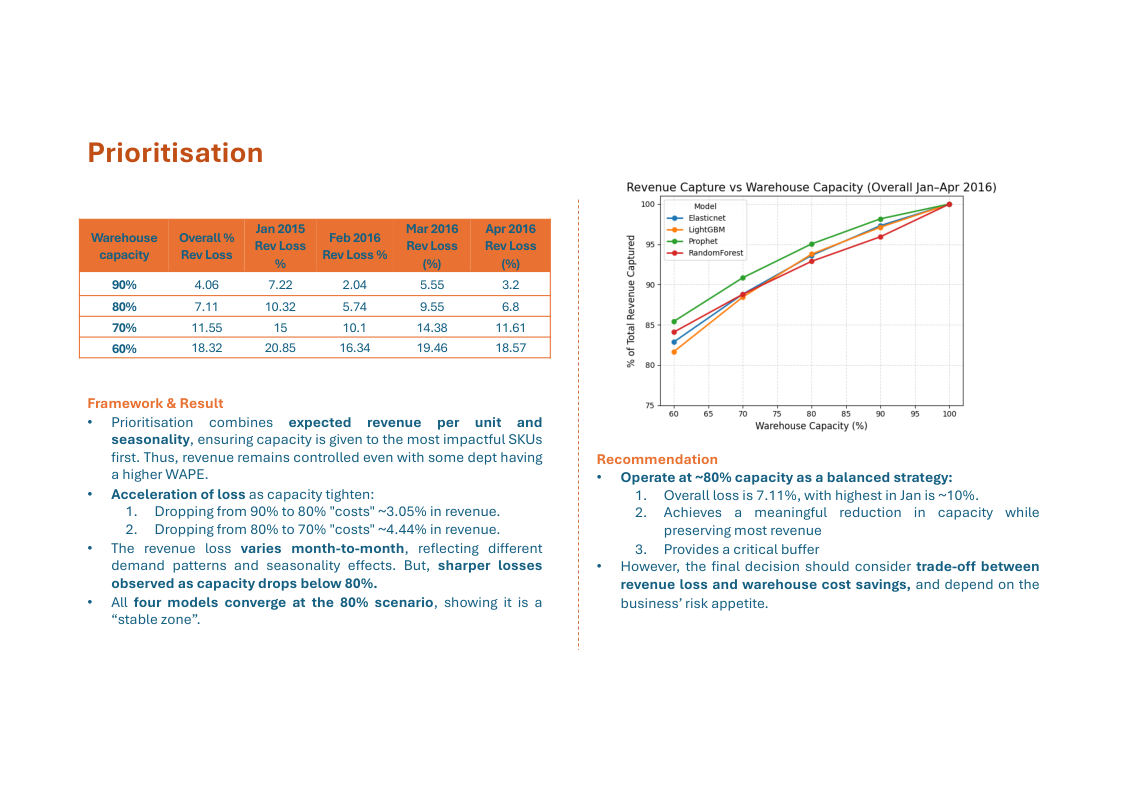 Prioritisation
Warehouse capacity | Overall % Rev Loss | Jan 2015 Rev Loss % | Feb 2016 Rev Loss % | Mar 2016 Rev Loss (%) | Apr 2016 Rev Loss (%)
90% | 4.06 | 7.22 | 2.04 | 5.55 | 3.2
80% | 7.11 | 10.32 | 5.74 | 9.55 | 6.8
70% | 11.55 | 15 | 10.1 | 14.38 | 11.61
60% | 18.32 | 20.85 | 16.34 | 19.46 | 18.57
Framework & Result
• Prioritisation combines expected revenue per unit and
seasonality, ensuring capacity is given to the most impactful SKUs
first. Thus, revenue remains controlled even with some dept having
a higher WAPE.
• Acceleration of loss as capacity tighten:
1. Dropping from 90% to 80% "costs" ~3.05% in revenue.
2. Dropping from 80% to 70% "costs" ~4.44% in revenue.
• The revenue loss varies month-to-month, reflecting different
demand patterns and seasonality effects. But, sharper losses
observed as capacity drops below 80%.
• All four models converge at the 80% scenario, showing it is a
“stable zone”.
Revenue Capture vs Warehouse Capacity (Overall Jan–Apr 2016)
Model
Elasticnet
LightGBM
Prophet
RandomForest
% of Total Revenue Captured
100
95
90
85
80
75
60 65 70 75 80 85 90 95 100
Warehouse Capacity (%)
Recommendation
• Operate at ~80% capacity as a balanced strategy:
1. Overall loss is 7.11%, with highest in Jan is ~10%.
2. Achieves a meaningful reduction in capacity while
preserving most revenue
3. Provides a critical buffer
• However, the final decision should consider trade-off between
revenue loss and warehouse cost savings, and depend on the
business’ risk appetite.